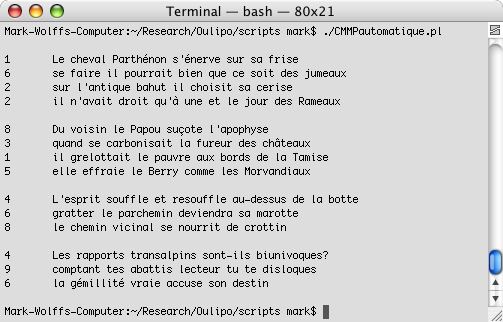 Terminal — bash — 80x21
Mark-Wolffs-Computer:~/Research/Oulipo/scripts mark$ ./CMMPautomatique.pl
1 Le cheval Parthénon s'énerve sur sa frise
6 se faire il pourrait bien que ce soit des jumeaux
2 sur l'antique bahut il choisit sa cerise
2 il n'avait droit qu'à une et le jour des Rameaux
8 Du voisin le Papou suçote l'apophyse
3 quand se carbonisait la fureur des châteaux
1 il grelottait le pauvre aux bords de la Tamise
5 elle effraie le Berry comme les Morvandiaux
4 L'esprit souffle et resouffle au-dessus de la botte
6 gratter le parchemin deviendra sa marotte
8 le chemin vicinal se nourrit de crottin
4 Les rapports transalpins sont-ils biunivoques?
9 comptant tes abattis lecteur tu te disloques
6 la gémillité vraie accuse son destin
Mark-Wolffs-Computer:~/Research/Oulipo/scripts mark$